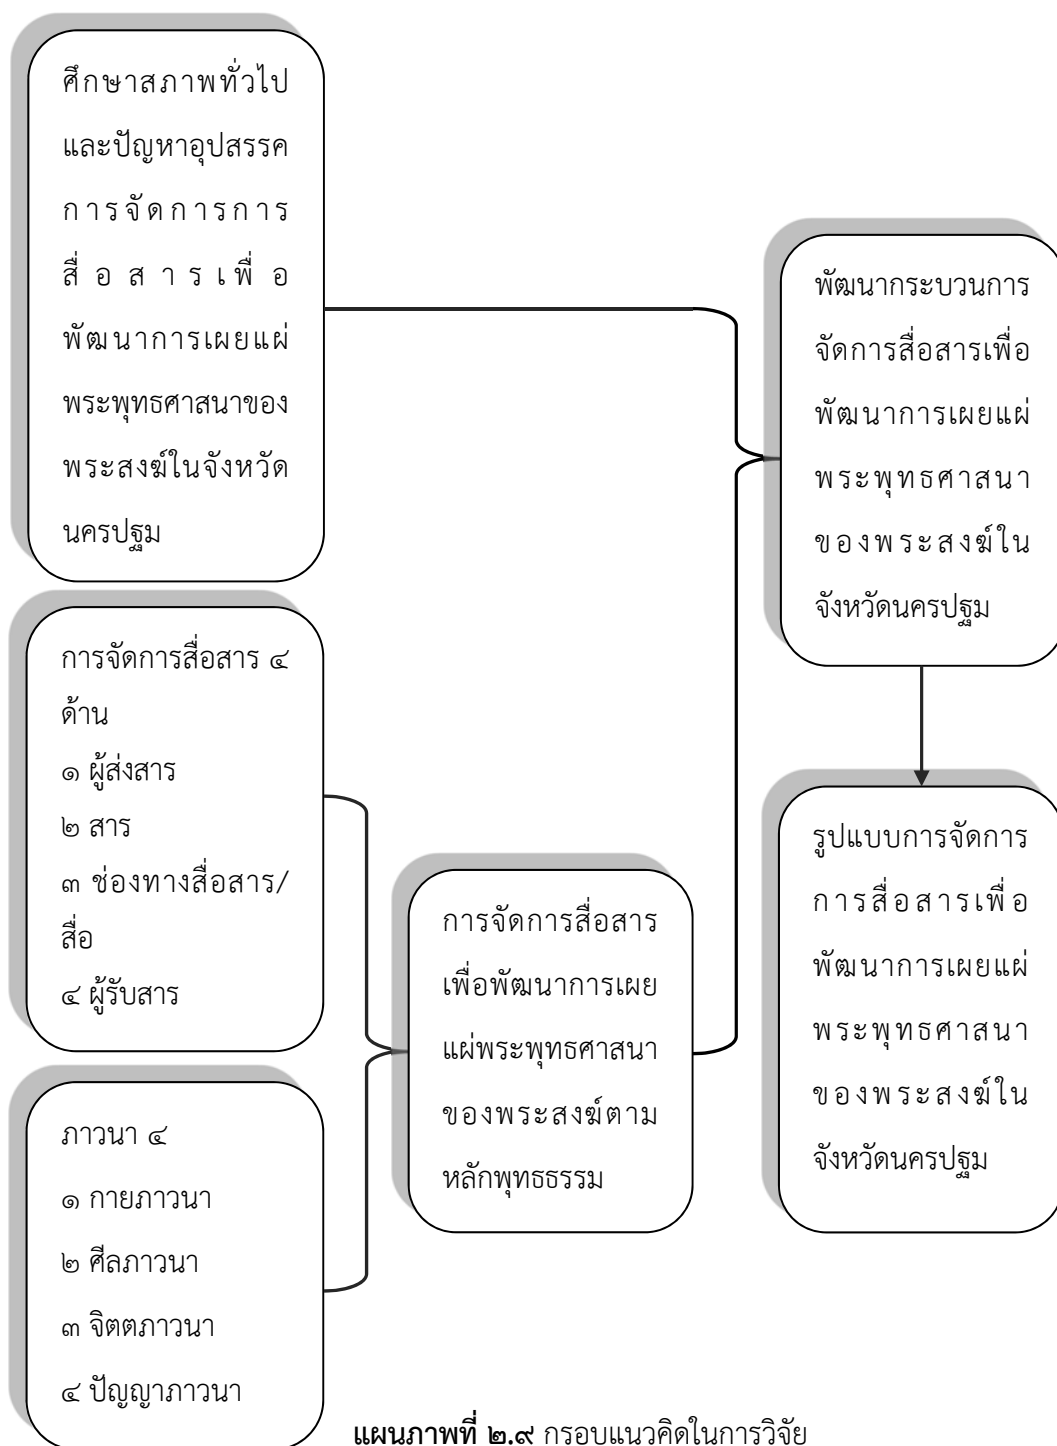 ศึกษาสภาพทั่วไป
และปัญหาอุปสรรค
การจัดการการ
สื่อสารเพื่อ
พัฒนาการเผยแผ่
พระพุทธศาสนาของ
พระสงฆ์ในจังหวัด
นครปฐม
การจัดการสื่อสาร ๔
ด้าน
๑ ผู้ส่งสาร
๒ สาร
๓ ช่องทางสื่อสาร/
สื่อ
๔ ผู้รับสาร
ภาวนา ๔
๑ กายภาวนา
๒ ศีลภาวนา
๓ จิตตภาวนา
๔ ปัญญาภาวนา
การจัดการสื่อสาร
เพื่อพัฒนาการเผย
แผ่พระพุทธศาสนา
ของพระสงฆ์ตาม
หลักพุทธธรรม
พัฒนากระบวนการ
จัดการสื่อสารเพื่อ
พัฒนาการเผยแผ่
พระพุทธศาสนา
ของพระสงฆ์ใน
จังหวัดนครปฐม
รูปแบบการจัดการ
การสื่อสารเพื่อ
พัฒนาการเผยแผ่
พระพุทธศาสนา
ของพระสงฆ์ใน
จังหวัดนครปฐม
แผนภาพที่ ๒.๙ กรอบแนวคิดในการวิจัย